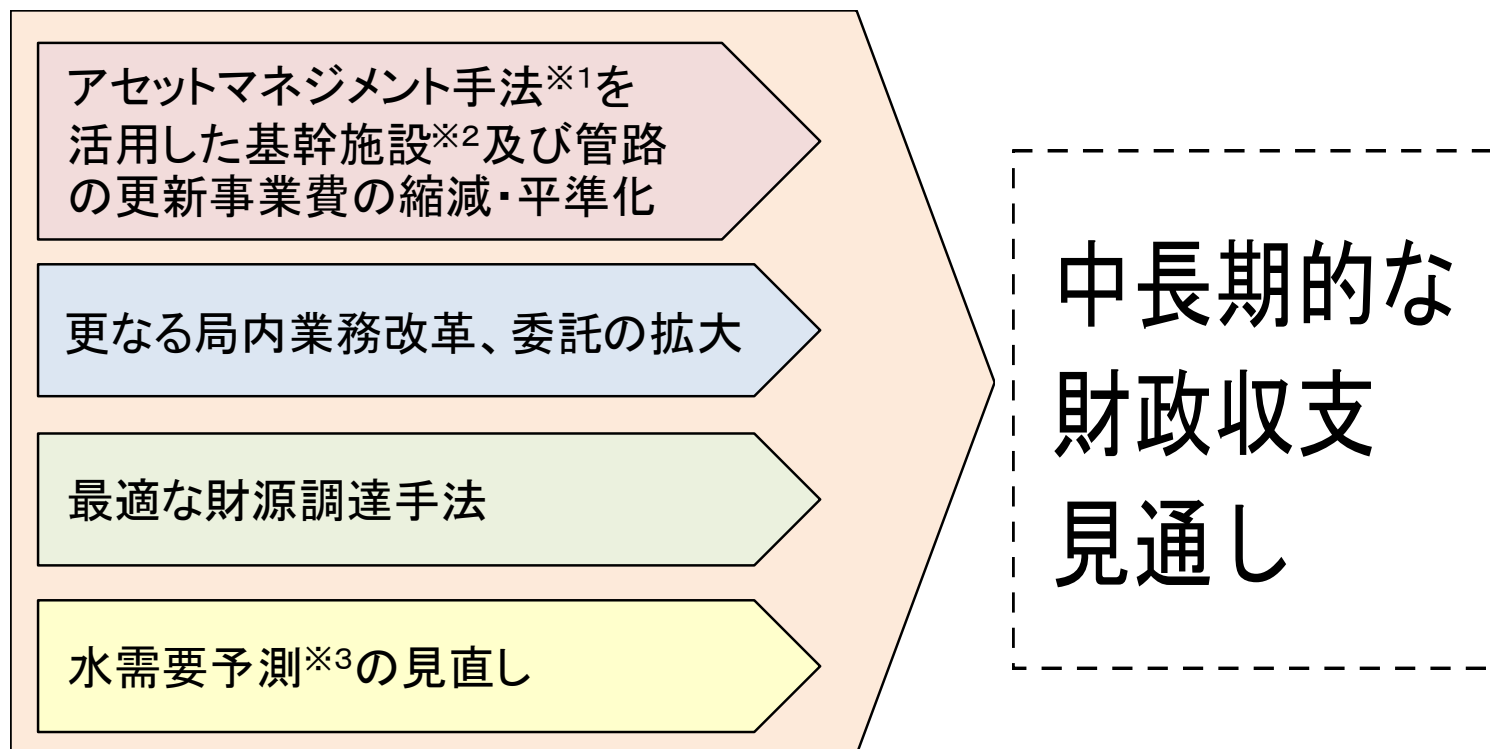 アセットマネジメント手法※1を
活用した基幹施設※2及び管路
の更新事業費の縮減・平準化
更なる局内業務改革、委託の拡大
最適な財源調達手法
水需要予測※3の見直し
中長期的な
財政収支
見通し